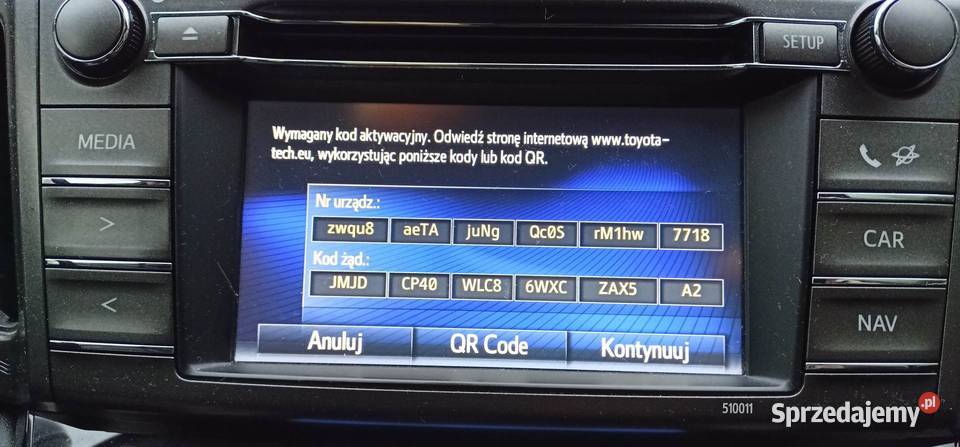 SETUP
MEDIA
Wymagany kod aktywacyjny. Odwiedź stronę internetową www.toyota-
tech.eu, wykorzystując poniższe kody lub kod QR.
Nr urządz.:
zwqu8 aeTA juNg Qc0S rM1hw 7718
CAR
Kod żąd.:
JMJD CP40 WLC8 6WXC ZAX5 A2
>
<
NAV
Anuluj QR Code Kontynuuj
510011
Sprzedajemy.pl